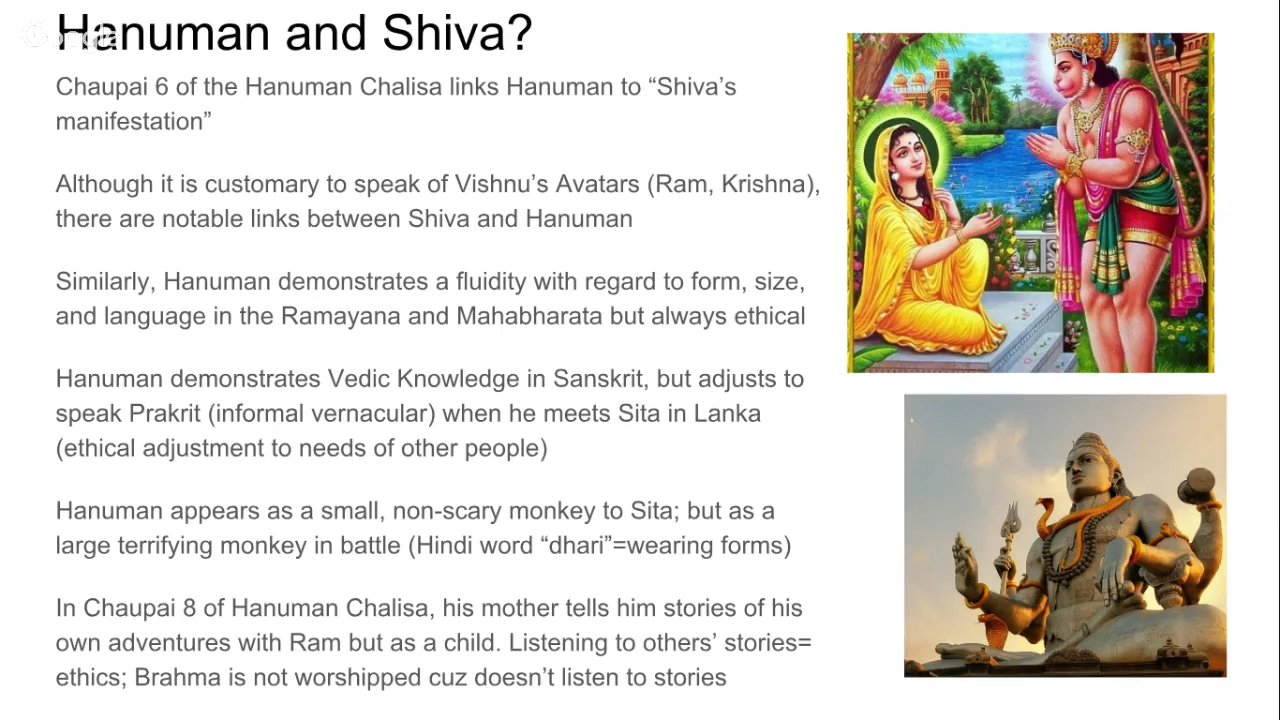 Hanuman and Shiva?
Chaupai 6 of the Hanuman Chalisa links Hanuman to “Shiva’s
manifestation”
Although it is customary to speak of Vishnu’s Avatars (Ram, Krishna),
there are notable links between Shiva and Hanuman
Similarly, Hanuman demonstrates a fluidity with regard to form, size,
and language in the Ramayana and Mahabharata but always ethical
Hanuman demonstrates Vedic Knowledge in Sanskrit, but adjusts to
speak Prakrit (informal vernacular) when he meets Sita in Lanka
(ethical adjustment to needs of other people)
Hanuman appears as a small, non-scary monkey to Sita; but as a
large terrifying monkey in battle (Hindi word “dhari”=wearing forms)
In Chaupai 8 of Hanuman Chalisa, his mother tells him stories of his
own adventures with Ram but as a child. Listening to others’ stories=
ethics; Brahma is not worshipped cuz doesn’t listen to stories